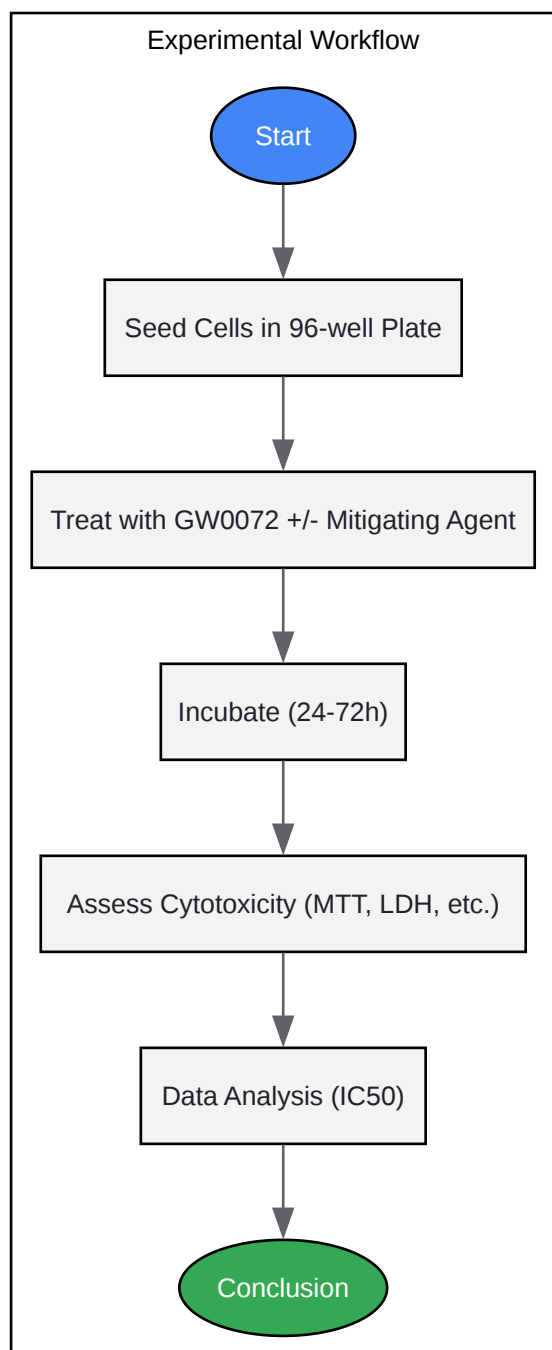 Experimental Workflow
Start
Seed Cells in 96-well Plate
Treat with GW0072 +/- Mitigating Agent
Incubate (24-72h)
Assess Cytotoxicity (MTT, LDH, etc.)
Data Analysis (IC50)
Conclusion